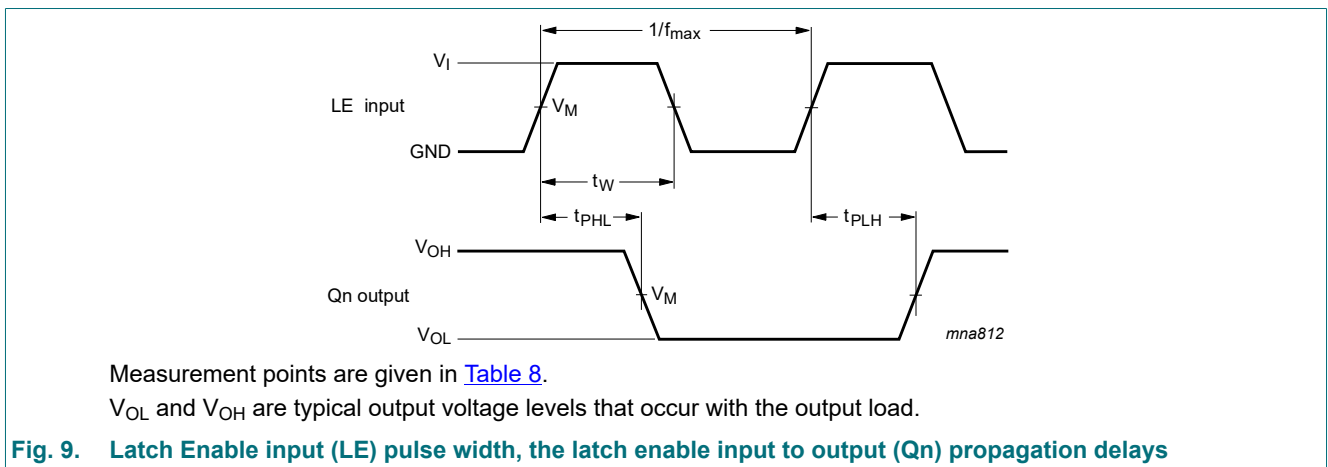 1/fmax
VI
LE input
VM
GND
tW
tPHL
tPLH
VOH
Qn output
VM
VOL
mna812
Measurement points are given in Table 8.
VOL and VOH are typical output voltage levels that occur with the output load.
Fig. 9. Latch Enable input (LE) pulse width, the latch enable input to output (Qn) propagation delays